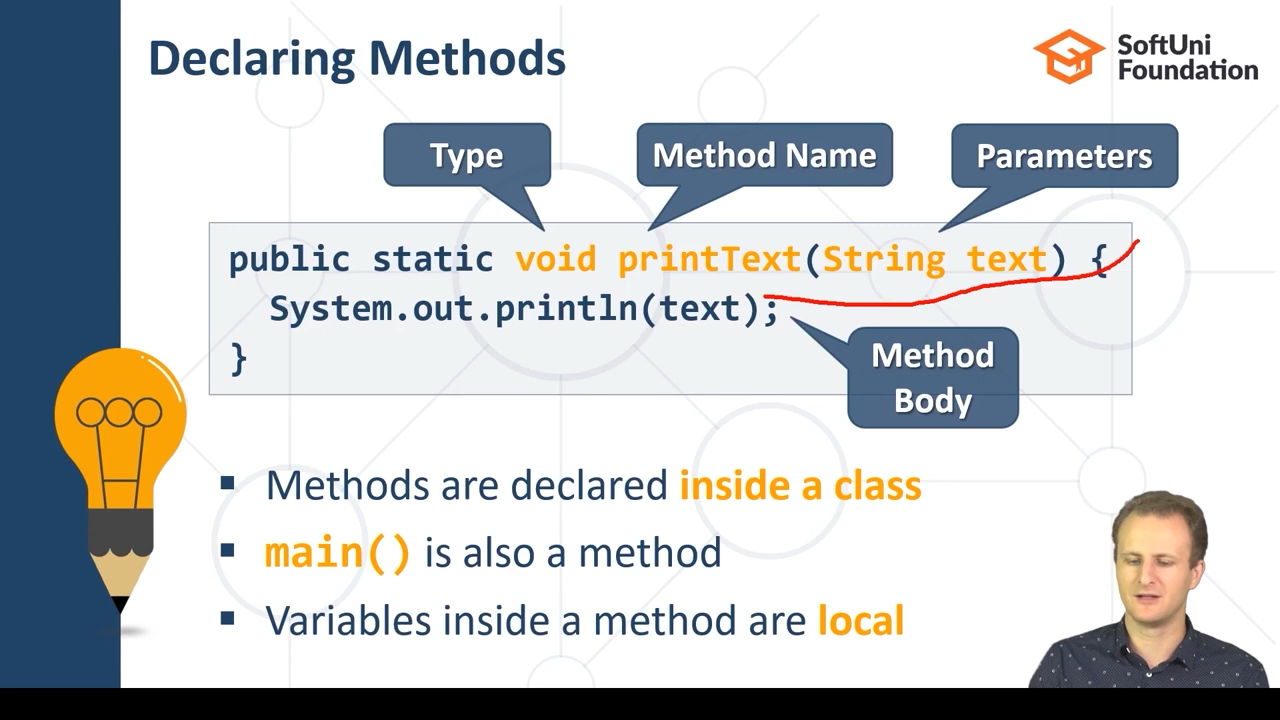 Declaring Methods
SoftUni
Foundation
Type
Method Name
Parameters
public static void printText(String text) {
System.out.println(text);
}
Method
Body
▪ Methods are declared inside a class
▪ main() is also a method
▪ Variables inside a method are local